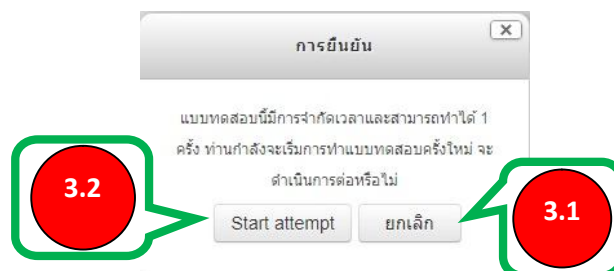 การยืนยัน
x
แบบทดสอบนี้มีการจำกัดเวลาและสามารถทำได้ 1
ครั้ง ท่านกำลังจะเริ่มการทำแบบทดสอบครั้งใหม่ จะ
ดำเนินการต่อหรือไม่
3.2
Start attempt
ยกเลิก
3.1